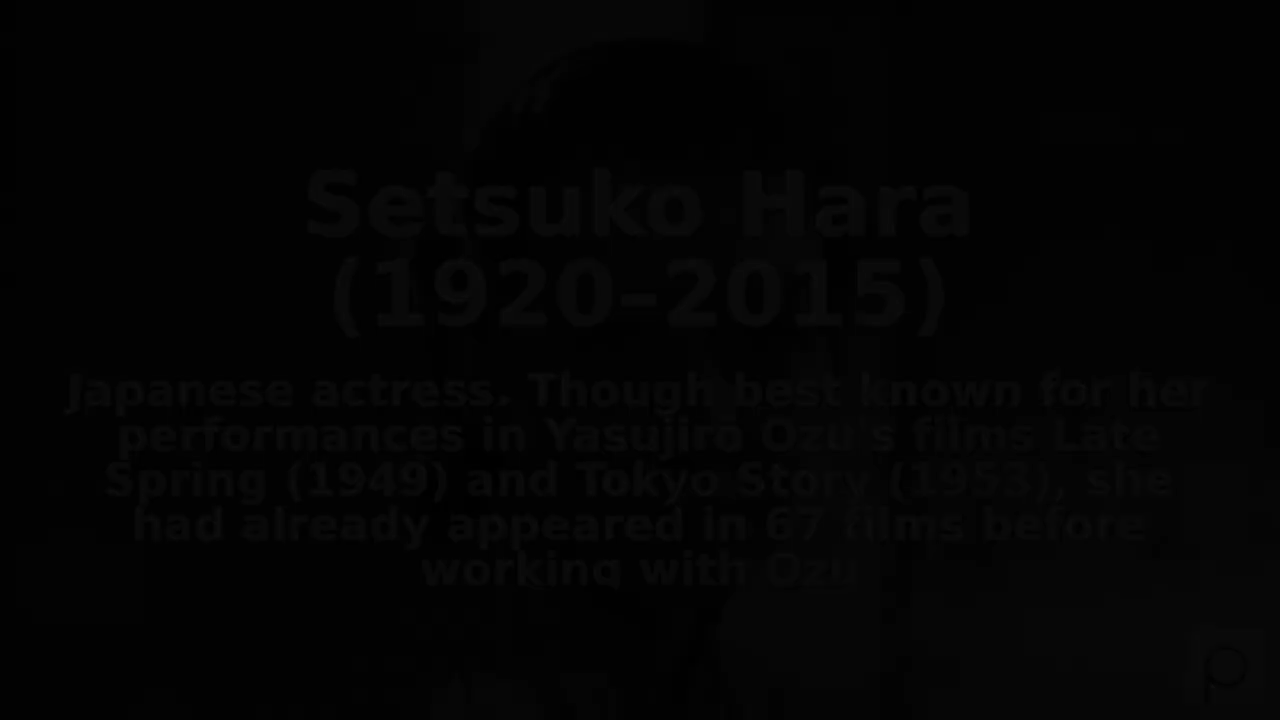 Setsuko Hara
(1920–2015)
Japanese actress. Though best known for her
performances in Yasujirō Ozu's films Late
Spring (1949) and Tokyo Story (1953), she
had already appeared in 67 films before
working with Ozu